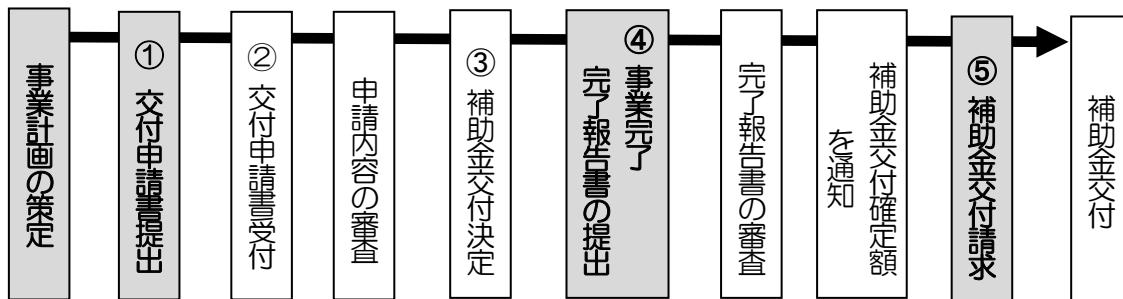 事業計画の策定
① 交付申請書提出
② 交付申請書受付
申請内容の審査
③ 補助金交付決定
④ 事業完了
完了報告書の提出
完了報告書の審査
補助金交付確定額
を通知
⑤ 補助金交付請求
補助金交付